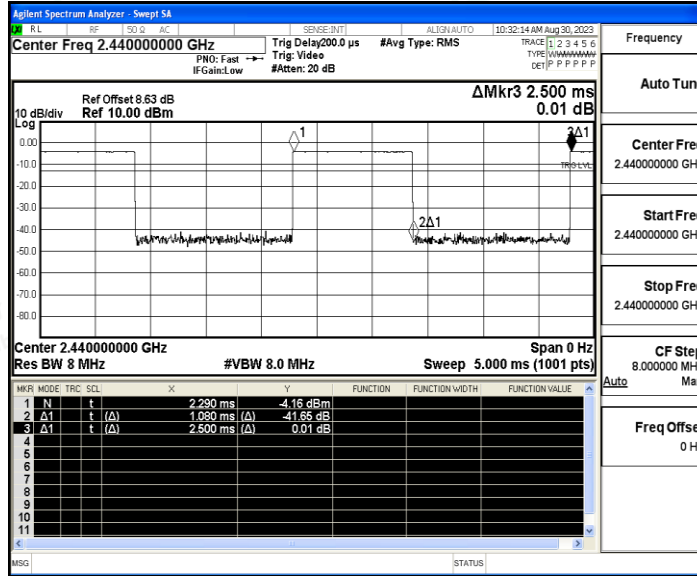 Agilent Spectrum Analyzer - Swept SA
RL RF 50 Ω AC SENSE:INT ALIGN AUTO 10:32:14 AM Aug 30, 2023
Center Freq 2.440000000 GHz
PNO: Fast
IFGain:Low
Trig Delay200.0 µs
Trig: Video
#Atten: 20 dB
#Avg Type: RMS
TRACE 1 2 3 4 5 6
TYPE
DET P P P P P P
Ref Offset 8.63 dB
10 dB/div Ref 10.00 dBm
Log
ΔMkr3 2.500 ms
0.01 dB
0.00
-10.0
-20.0
-30.0
-40.0
-50.0
-60.0
-70.0
-80.0
1
2Δ1
3Δ1
TRIG LVL
Center 2.440000000 GHz Span 0 Hz
Res BW 8 MHz #VBW 8.0 MHz Sweep 5.000 ms (1001 pts)
MKR MODE TRC SCL X Y FUNCTION FUNCTION WIDTH FUNCTION VALUE
1 N t 2.290 ms -4.16 dBm
2 Δ1 t (Δ) 1.080 ms (Δ) -41.65 dB
3 Δ1 t (Δ) 2.500 ms (Δ) 0.01 dB
4
5
6
7
8
9
10
11
MSG STATUS
Frequency
Auto Tun
Center Fre
2.440000000 GH
Start Fre
2.440000000 GH
Stop Fre
2.440000000 GH
CF Ste
8.000000 MH
Auto Ma
Freq Offse
0 H